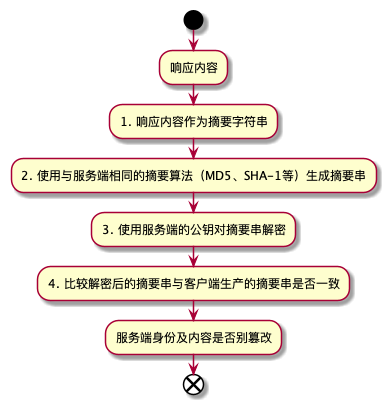 响应内容
1. 响应内容作为摘要字符串
2. 使用与服务端相同的摘要算法（MD5、SHA-1等）生成摘要串
3. 使用服务端的公钥对摘要串解密
4. 比较解密后的摘要串与客户端生产的摘要串是否一致
服务端身份及内容是否别篡改